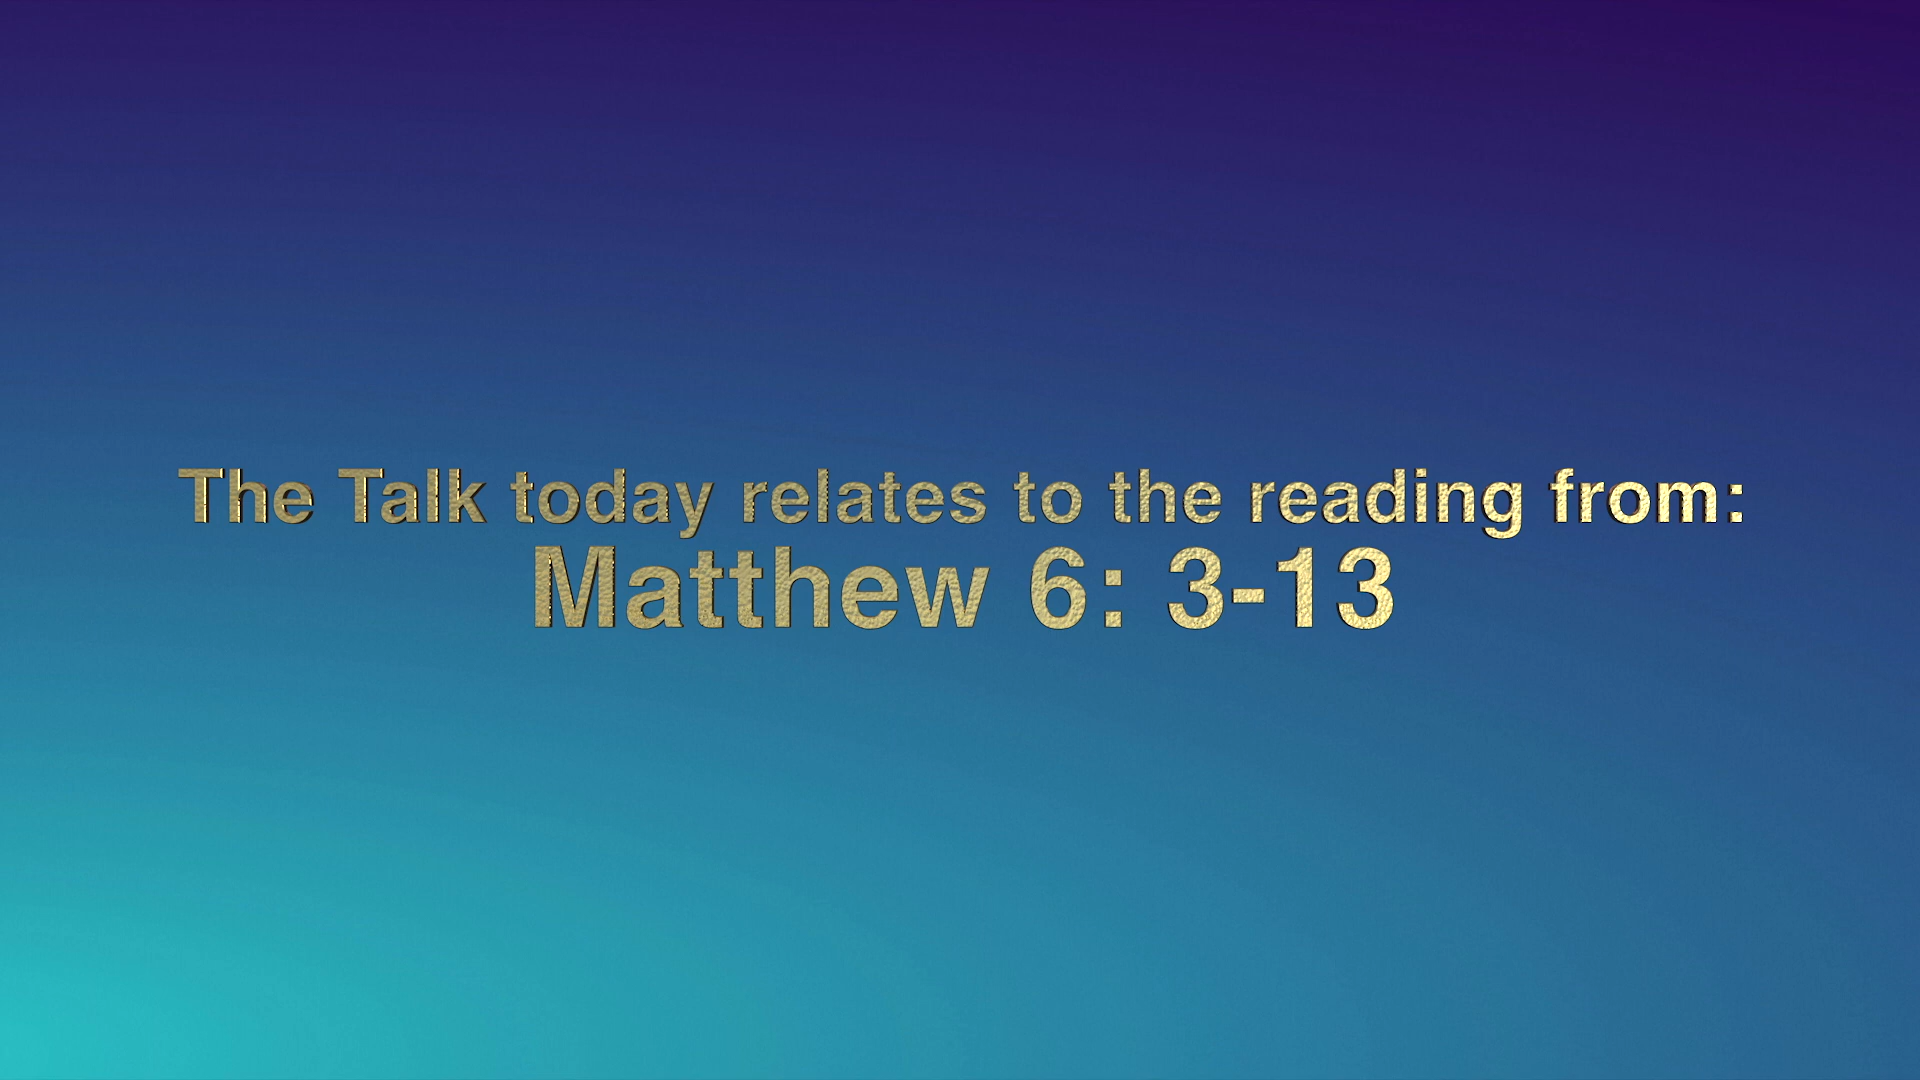 The Talk today relates to the reading from:
Matthew 6: 3-13